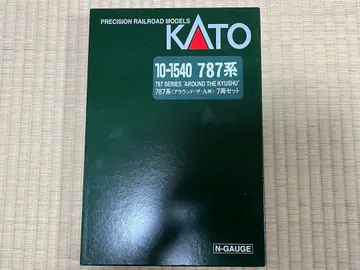 PRECISION RAILROAD MODELS
KATO
10-1540 787系
787 SERIES "AROUND THE KYUSHU"
787系〈アラウンド・ザ・九州〉7両セット
N-GAUGE